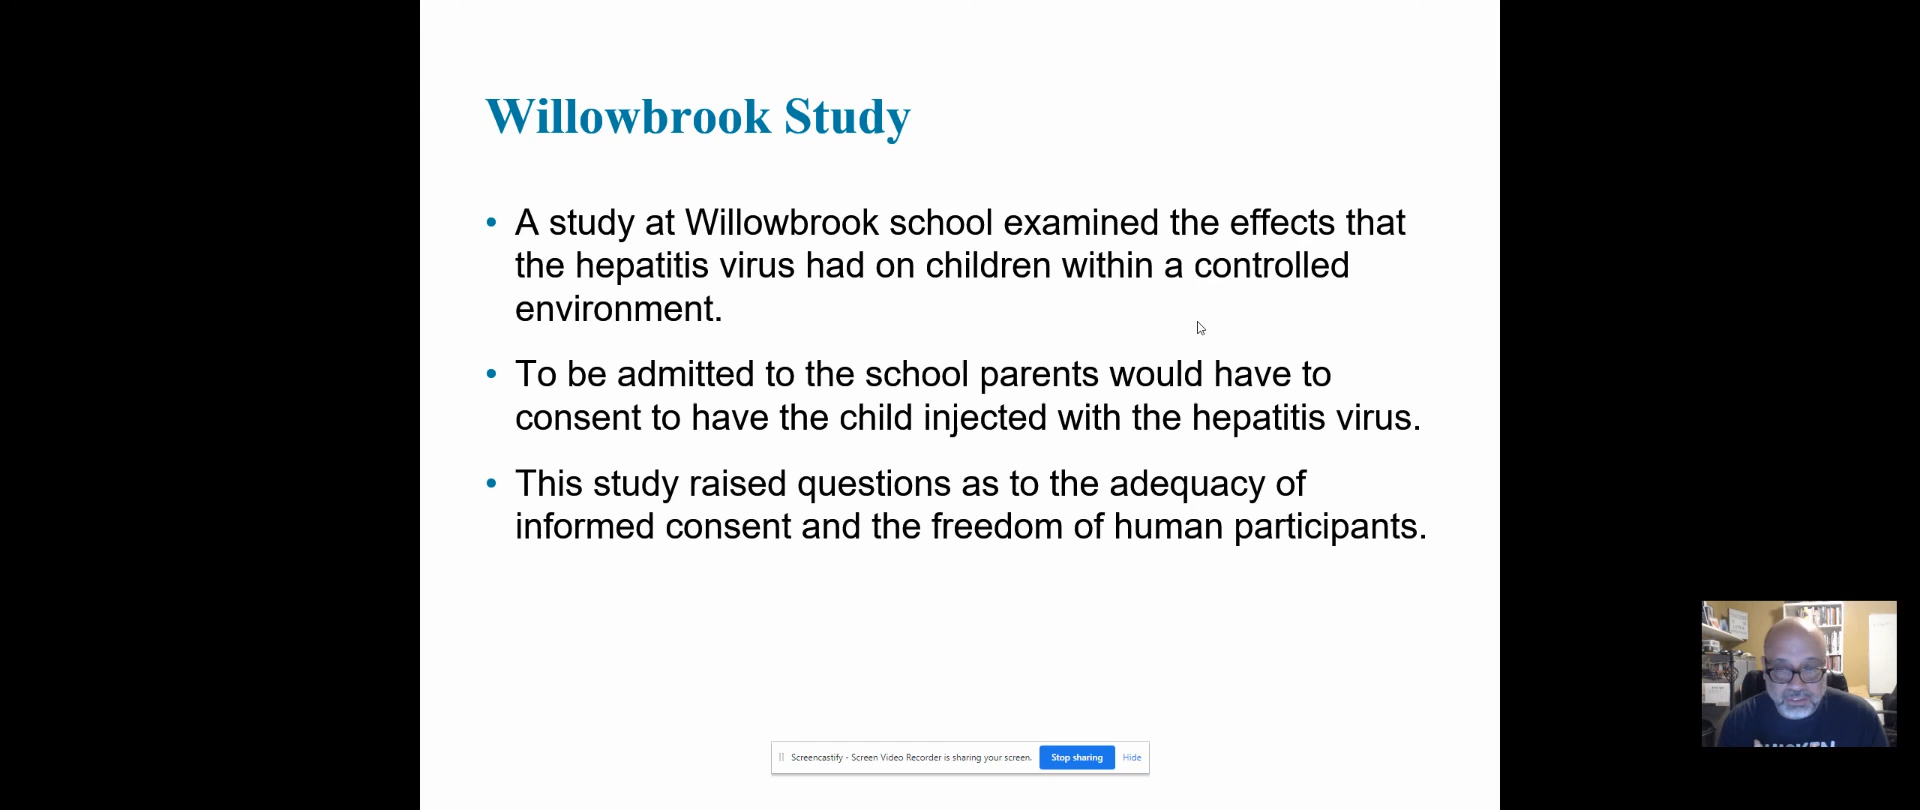 Willowbrook Study
• A study at Willowbrook school examined the effects that
the hepatitis virus had on children within a controlled
environment.
• To be admitted to the school parents would have to
consent to have the child injected with the hepatitis virus.
• This study raised questions as to the adequacy of
informed consent and the freedom of human participants.
Screencastify - Screen Video Recorder is sharing your screen. Stop sharing Hide